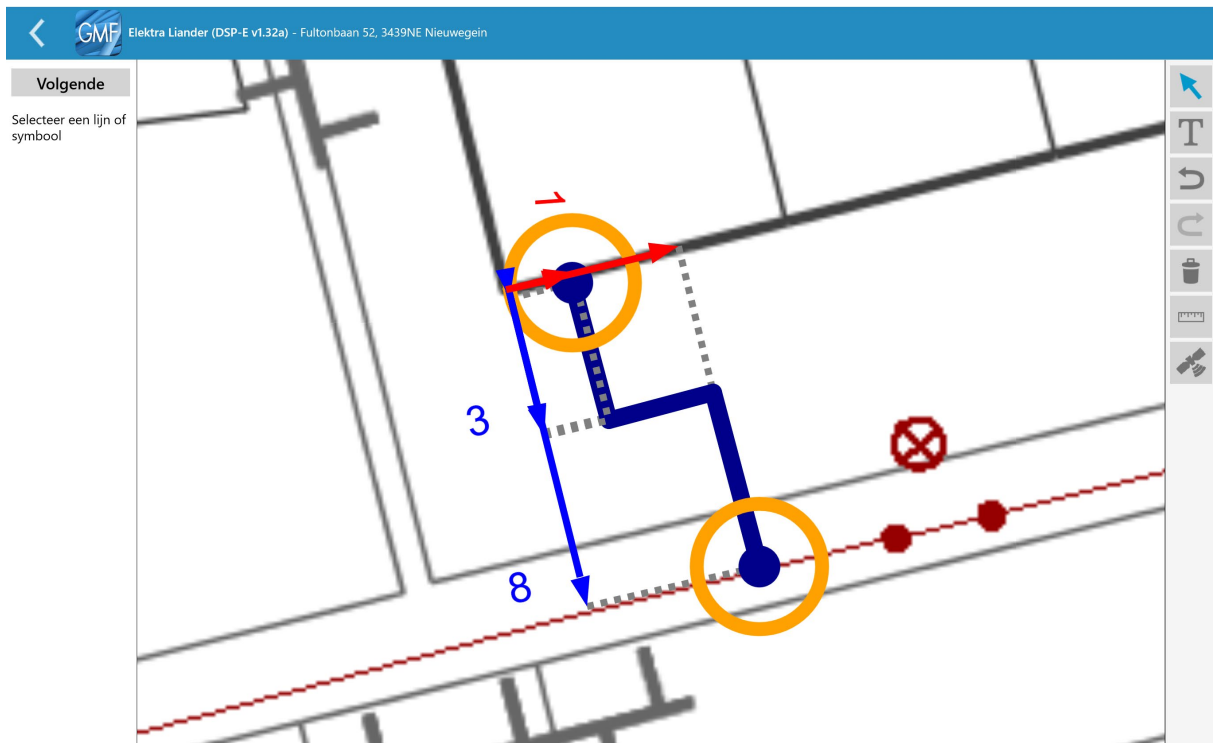 GMF
Elektra Liander (DSP-E v1.32a) - Fultonbaan 52, 3439NE Nieuwegein
Volgende
Selecteer een lijn of
symbool
T
1
3
8